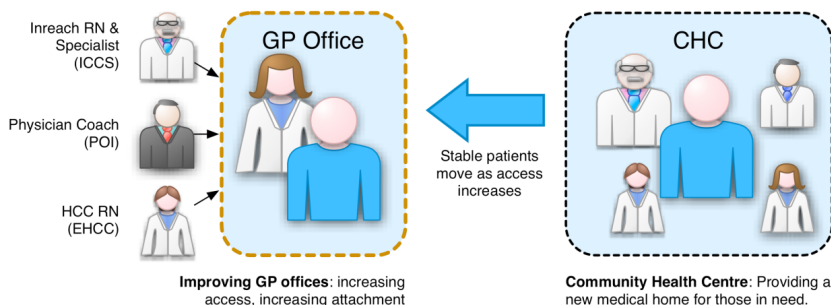 Inreach RN &
Specialist
(ICCS)
Physician Coach
(POI)
HCC RN
(EHCC)
GP Office
Stable patients
move as access
increases
CHC
Improving GP offices: increasing
access, increasing attachment
Community Health Centre: Providing a
new medical home for those in need.